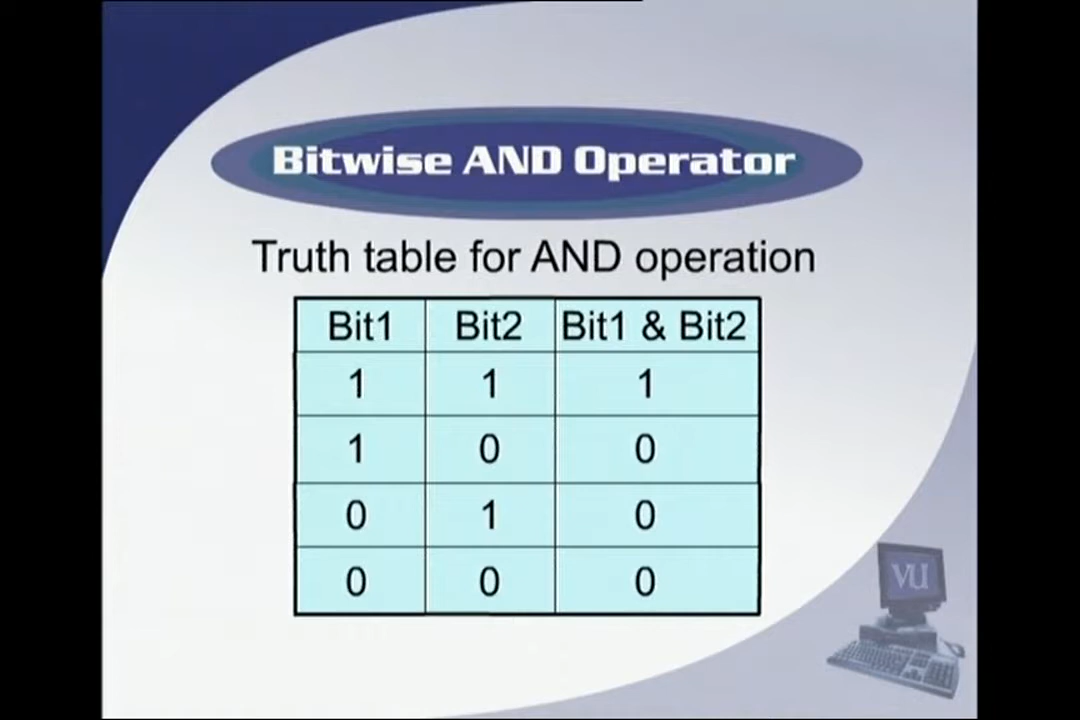 Bitwise AND Operator
Truth table for AND operation
Bit1 Bit2 Bit1 & Bit2
1 1 1
1 0 0
0 1 0
0 0 0
VU